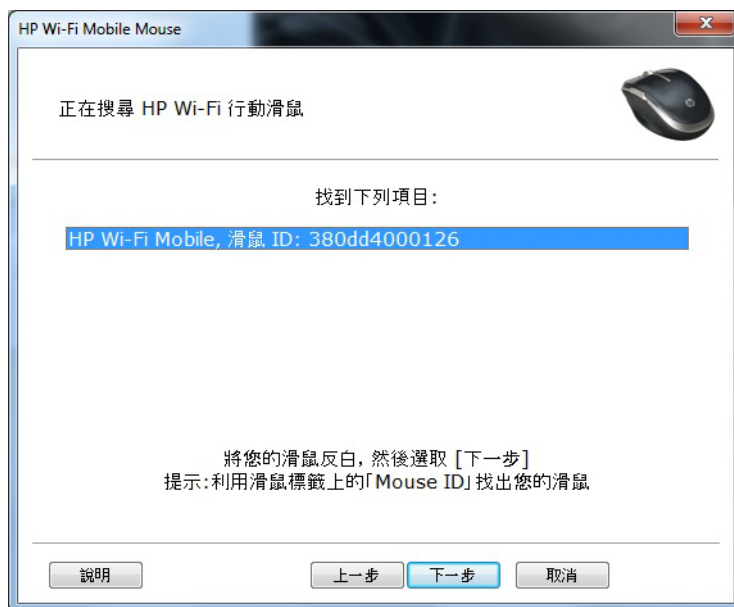 HP Wi-Fi Mobile Mouse
正在搜尋 HP Wi-Fi 行動滑鼠
找到下列項目:
HP Wi-Fi Mobile, 滑鼠 ID: 380dd4000126
將您的滑鼠反白, 然後選取 [下一步]
提示:利用滑鼠標籤上的「Mouse ID」找出您的滑鼠
說明
上一步
下一步
取消